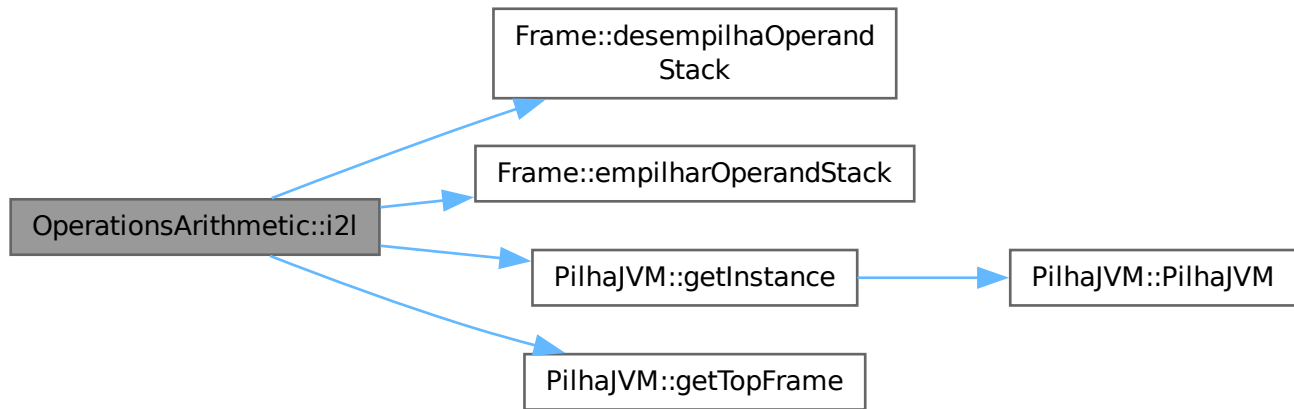 Frame::desempilhaOperand
Stack
Frame::empilharOperandStack
OperationsArithmetic::i2l
PilhaJVM::getInstance
PilhaJVM::PilhaJVM
PilhaJVM::getTopFrame